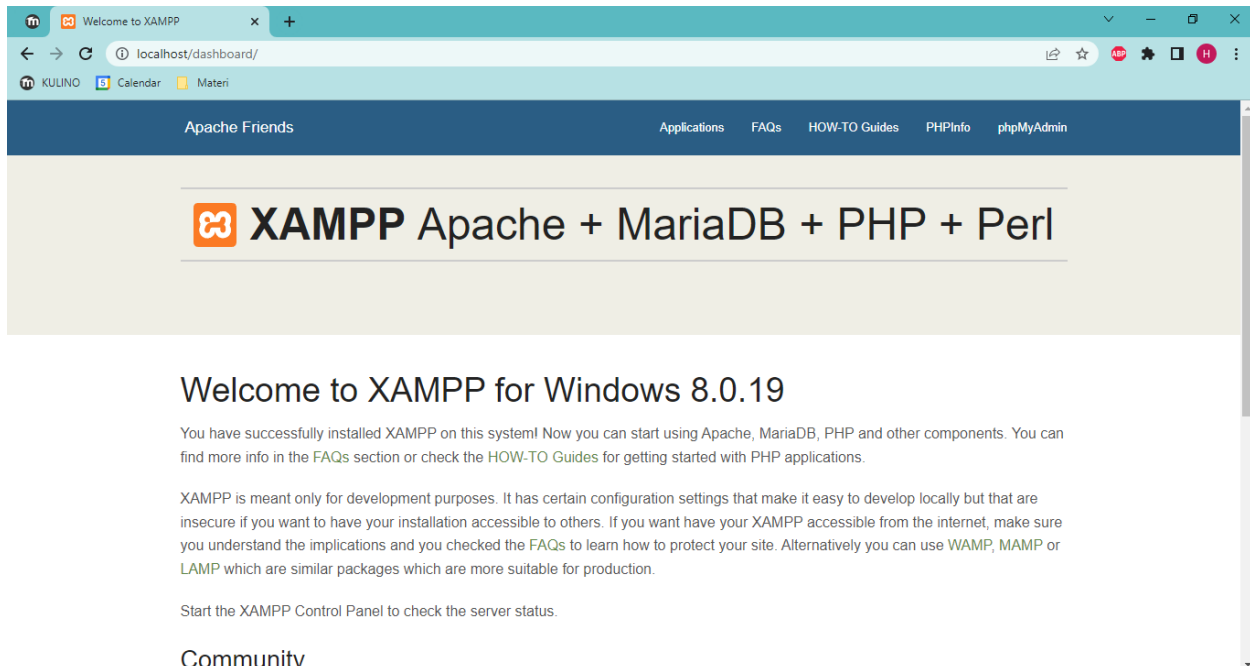 Welcome to XAMPP
localhost/dashboard/
ABP
H
KULINO
5
Calendar
Materi
Apache Friends
Applications
FAQs
HOW-TO Guides
PHPInfo
phpMyAdmin
XAMPP Apache + MariaDB + PHP + Perl
Welcome to XAMPP for Windows 8.0.19
You have successfully installed XAMPP on this system! Now you can start using Apache, MariaDB, PHP and other components. You can
find more info in the FAQs section or check the HOW-TO Guides for getting started with PHP applications.
XAMPP is meant only for development purposes. It has certain configuration settings that make it easy to develop locally but that are
insecure if you want to have your installation accessible to others. If you want have your XAMPP accessible from the internet, make sure
you understand the implications and you checked the FAQs to learn how to protect your site. Alternatively you can use WAMP, MAMP or
LAMP which are similar packages which are more suitable for production.
Start the XAMPP Control Panel to check the server status.
Community